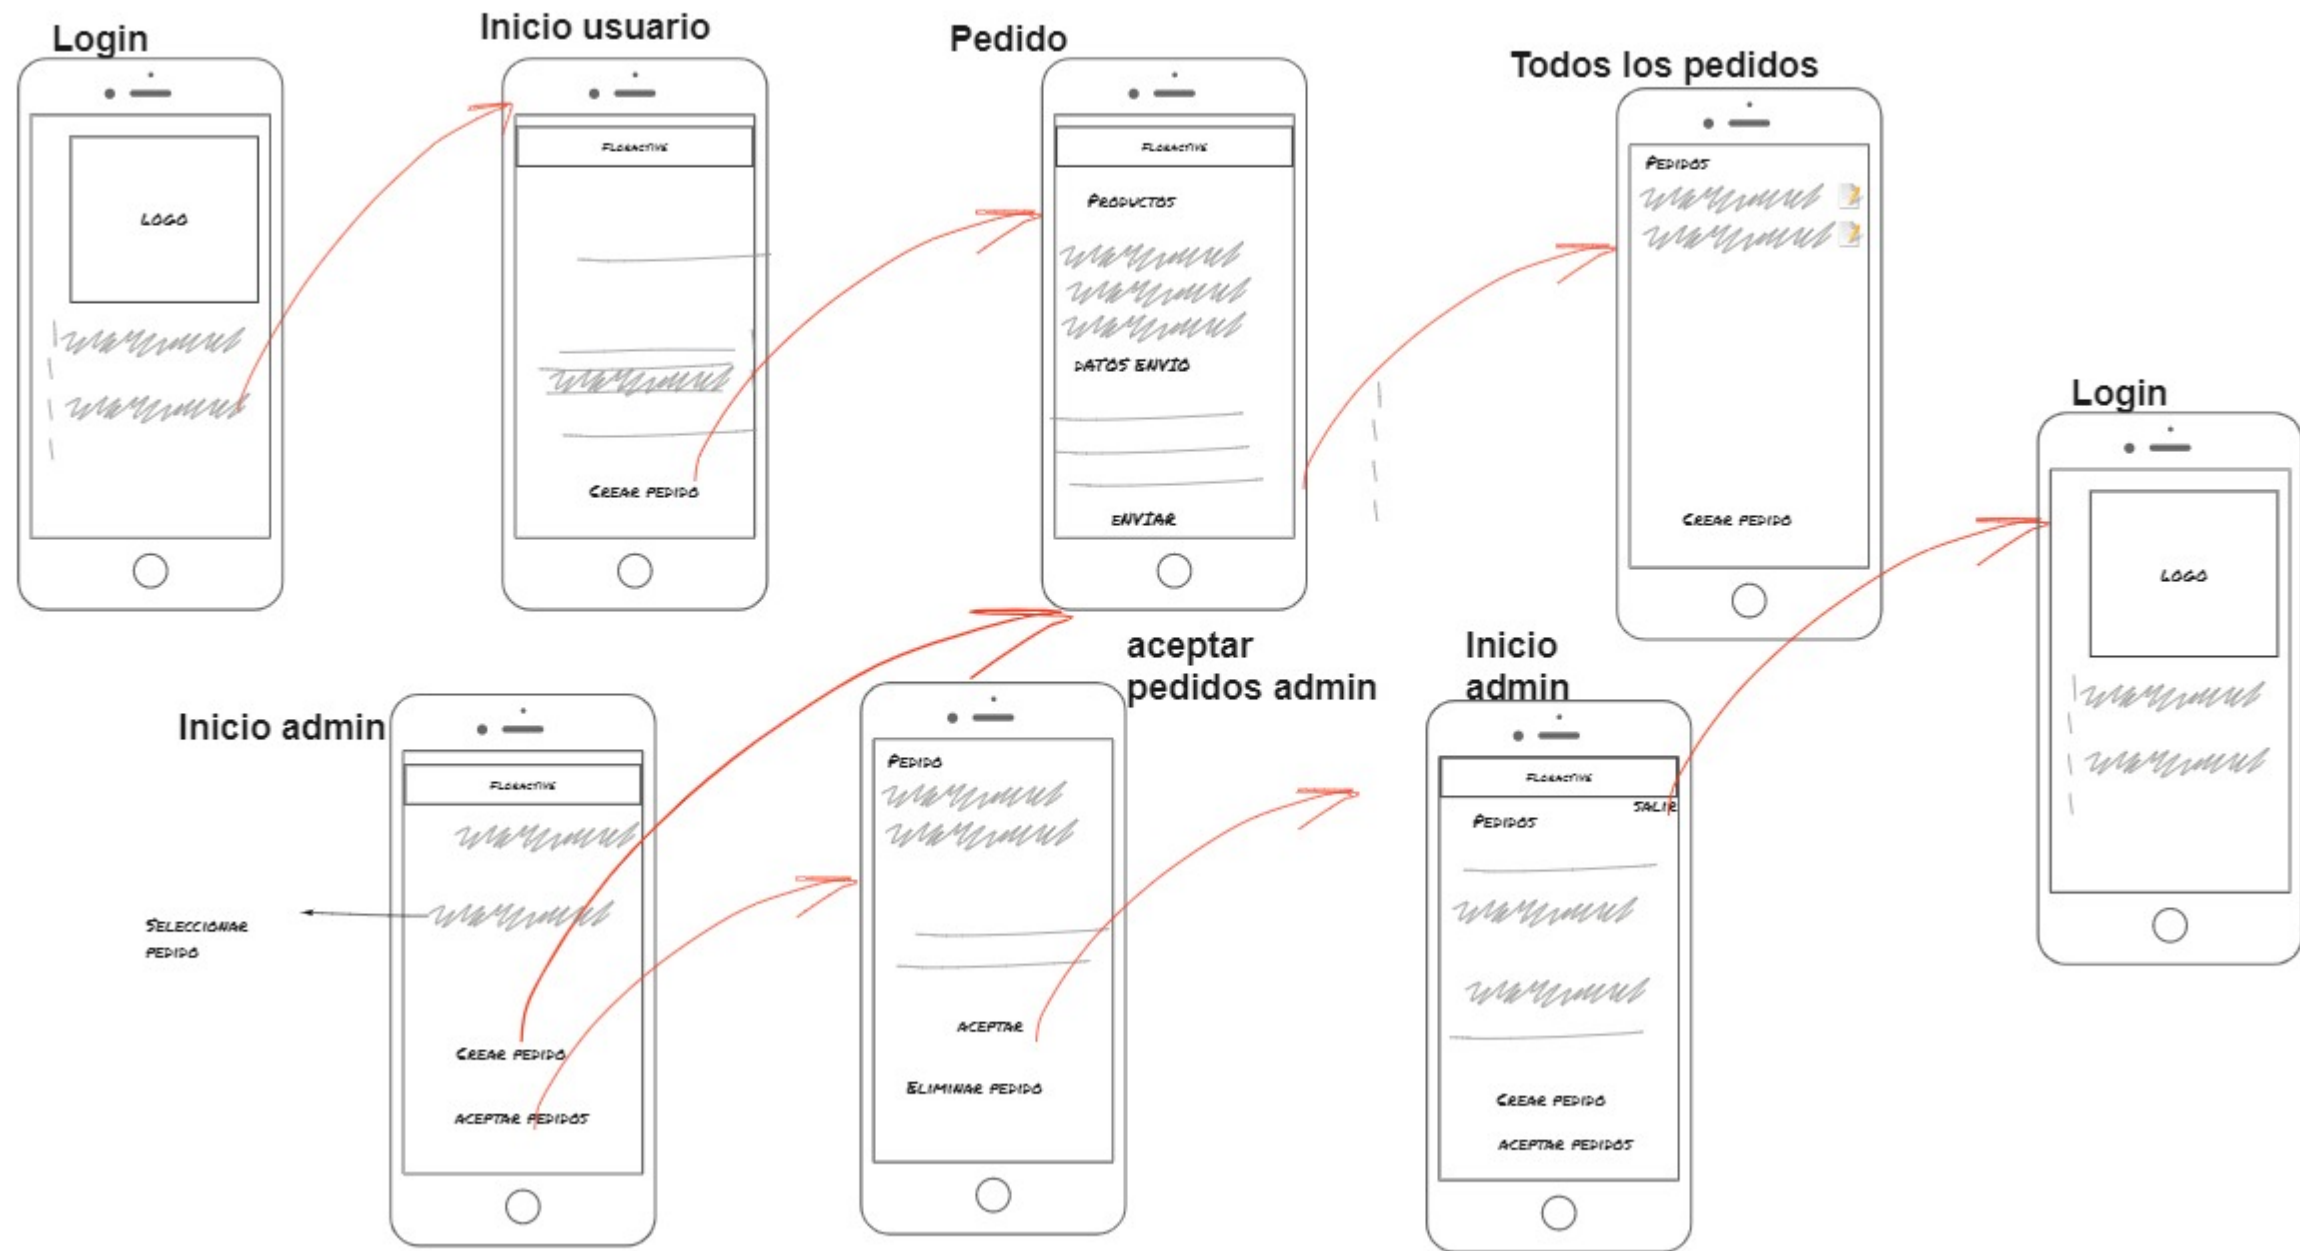 Login
LOGO
Inicio usuario
FLORACTIVE
CREAR PEDIDO
Pedido
FLORACTIVE
PRODUCTOS
DATOS ENVIO
ENVIAR
Todos los pedidos
PEDIDOS
CREAR PEDIDO
Login
LOGO
Inicio admin
FLORACTIVE
SELECCIONAR
PEDIDO
CREAR PEDIDO
ACEPTAR PEDIDOS
aceptar
pedidos admin
PEDIDO
ACEPTAR
ELIMINAR PEDIDO
Inicio
admin
FLORACTIVE
SALIR
PEDIDOS
CREAR PEDIDO
ACEPTAR PEDIDOS